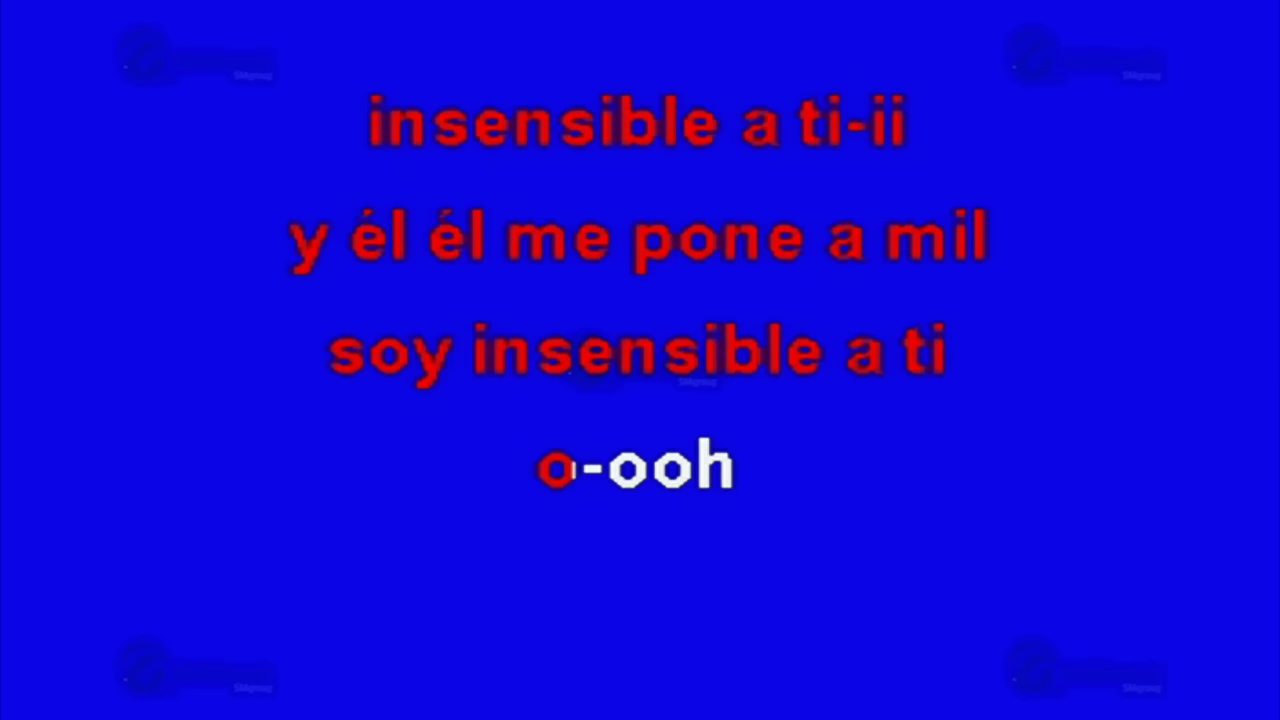 insensible a ti-ii
y él él me pone a mil
soy insensible a ti
o-ooh